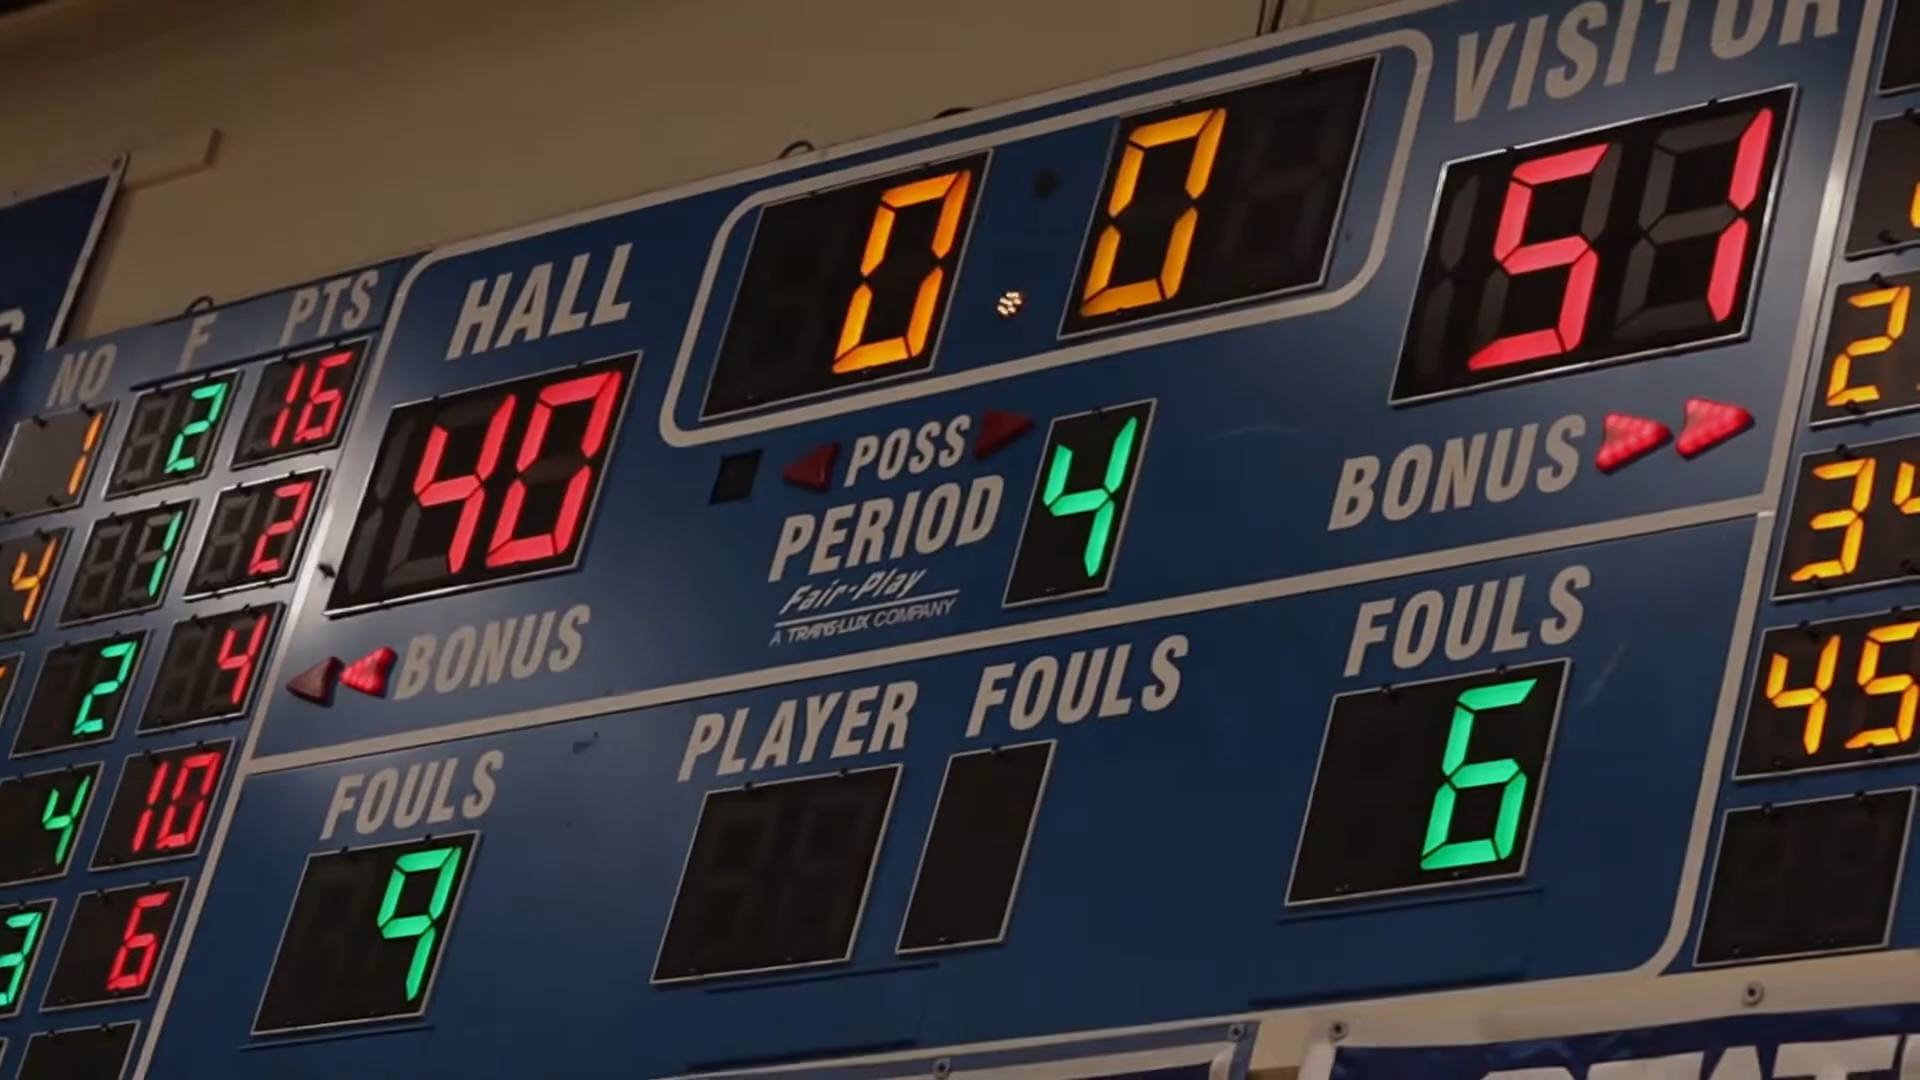 VISITOR
0.0
51
HALL
40
NO F PTS
1 2 16
4 1 2
2 4
4 10
3 6
POSS
PERIOD 4
Fair-Play
A TRANS-LUX COMPANY
BONUS
BONUS
FOULS
9
PLAYER FOULS
FOULS
6
2
34
45